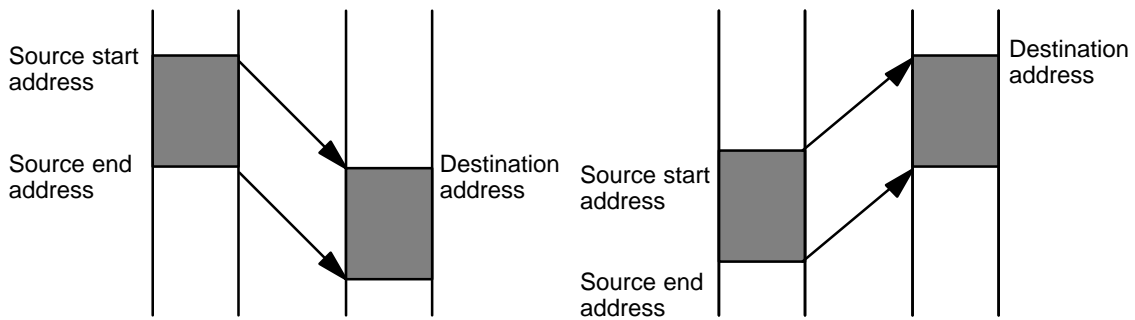 Source start
address
Source end
address
Destination
address
Source start
address
Source end
address
Destination
address